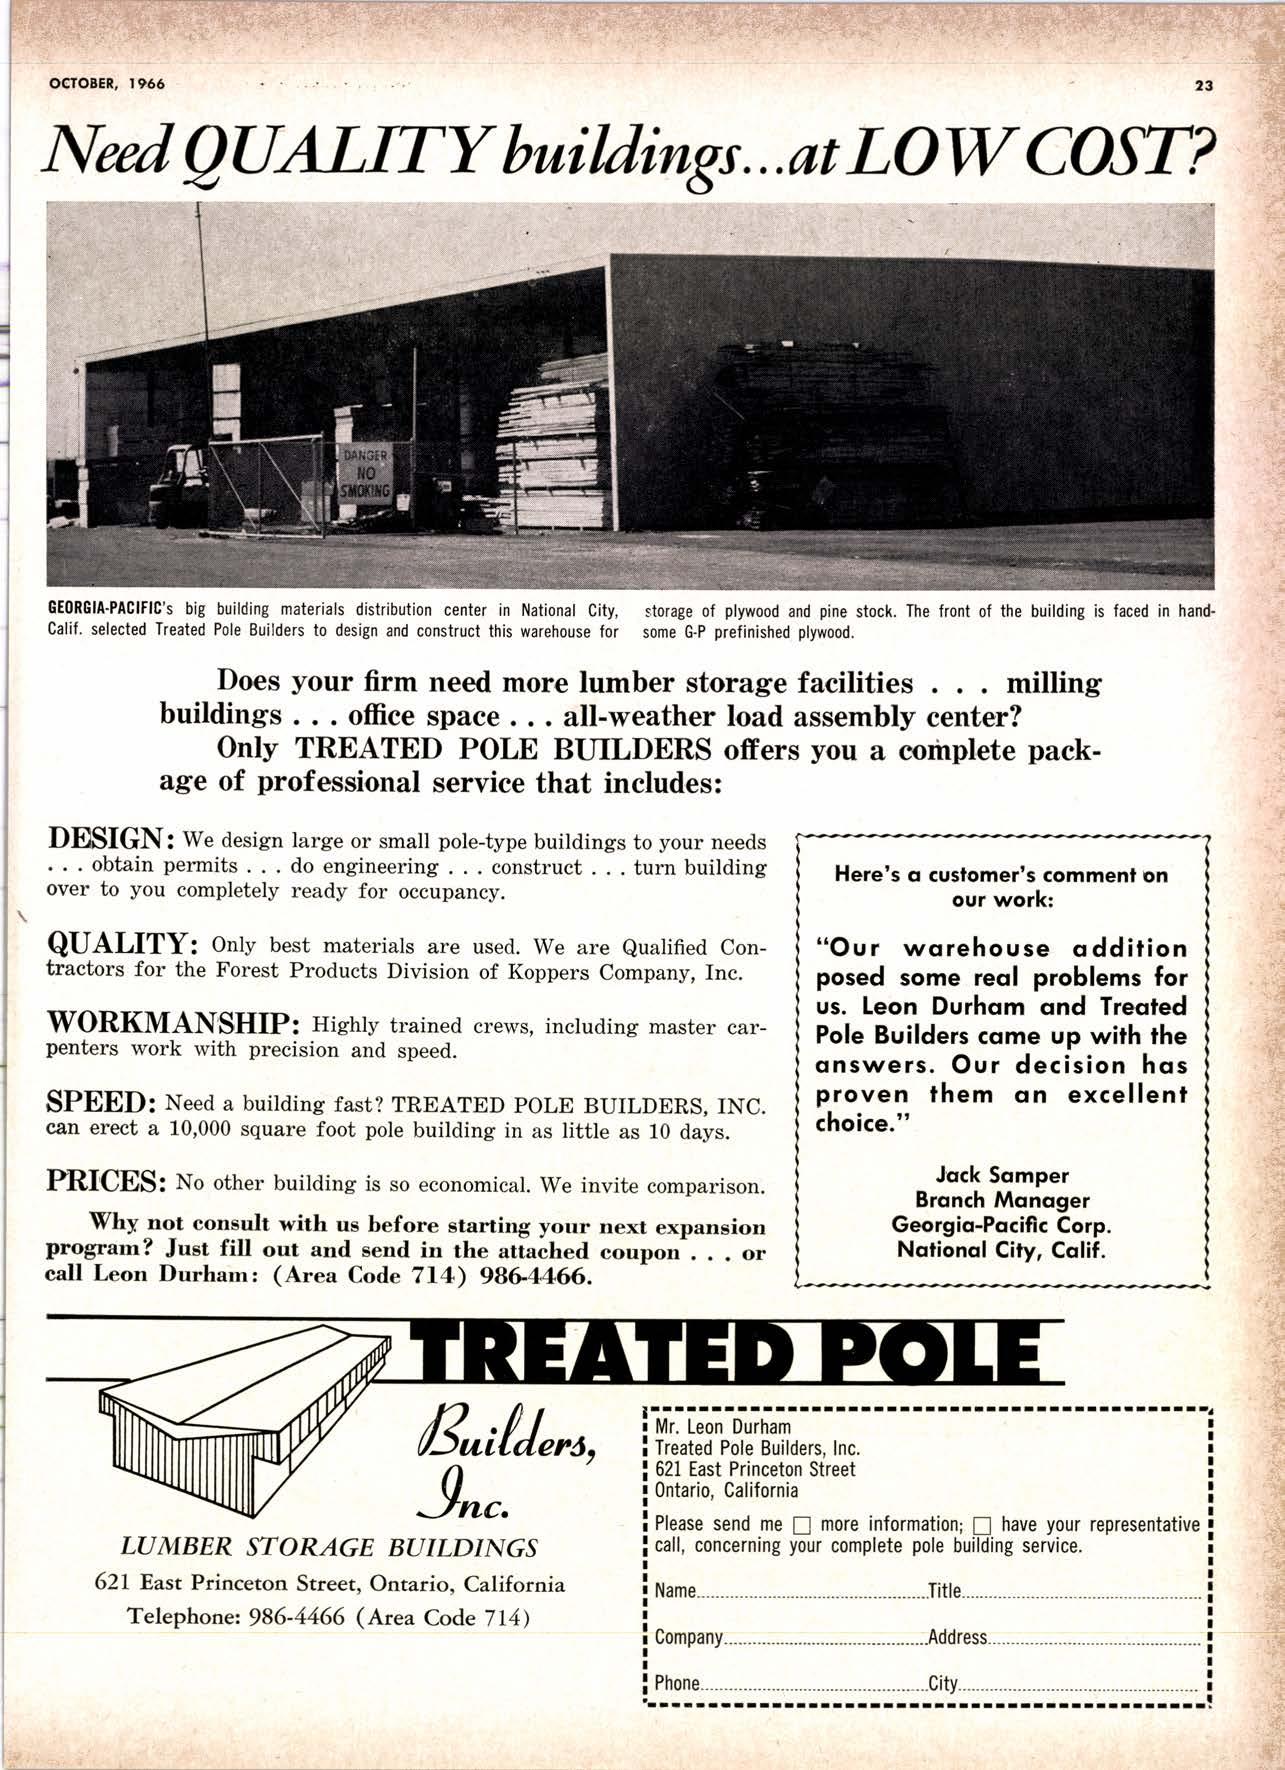 OCTOBER, 1966
23
Need QUALITY buildings...at LOW COST?
DANGER
NO
SMOKING
GEORGIA-PACIFIC's big building materials distribution center in National City,
Calif. selected Treated Pole Builders to design and construct this warehouse for
storage of plywood and pine stock. The front of the building is faced in hand-
some G-P prefinished plywood.
Does your firm need more lumber storage facilities . . . milling
buildings . . . office space . . . all-weather load assembly center?
Only TREATED POLE BUILDERS offers you a complete pack-
age of professional service that includes:
DESIGN: We design large or small pole-type buildings to your needs
. . . obtain permits . . . do engineering . . . construct . . . turn building
over to you completely ready for occupancy.
QUALITY: Only best materials are used. We are Qualified Con-
tractors for the Forest Products Division of Koppers Company, Inc.
WORKMANSHIP: Highly trained crews, including master car-
penters work with precision and speed.
SPEED: Need a building fast? TREATED POLE BUILDERS, INC.
can erect a 10,000 square foot pole building in as little as 10 days.
PRICES: No other building is so economical. We invite comparison.
Why not consult with us before starting your next expansion
program? Just fill out and send in the attached coupon . . . or
call Leon Durham: (Area Code 714) 986-4466.
Here's a customer's comment on
our work:
"Our warehouse addition
posed some real problems for
us. Leon Durham and Treated
Pole Builders came up with the
answers. Our decision has
proven them an excellent
choice."
Jack Samper
Branch Manager
Georgia-Pacific Corp.
National City, Calif.
TREATED POLE
Builders,
Inc.
LUMBER STORAGE BUILDINGS
621 East Princeton Street, Ontario, California
Telephone: 986-4466 (Area Code 714)
Mr. Leon Durham
Treated Pole Builders, Inc.
621 East Princeton Street
Ontario, California
Please send me □ more information; □ have your representative
call, concerning your complete pole building service.
Name Title
Company Address
Phone City